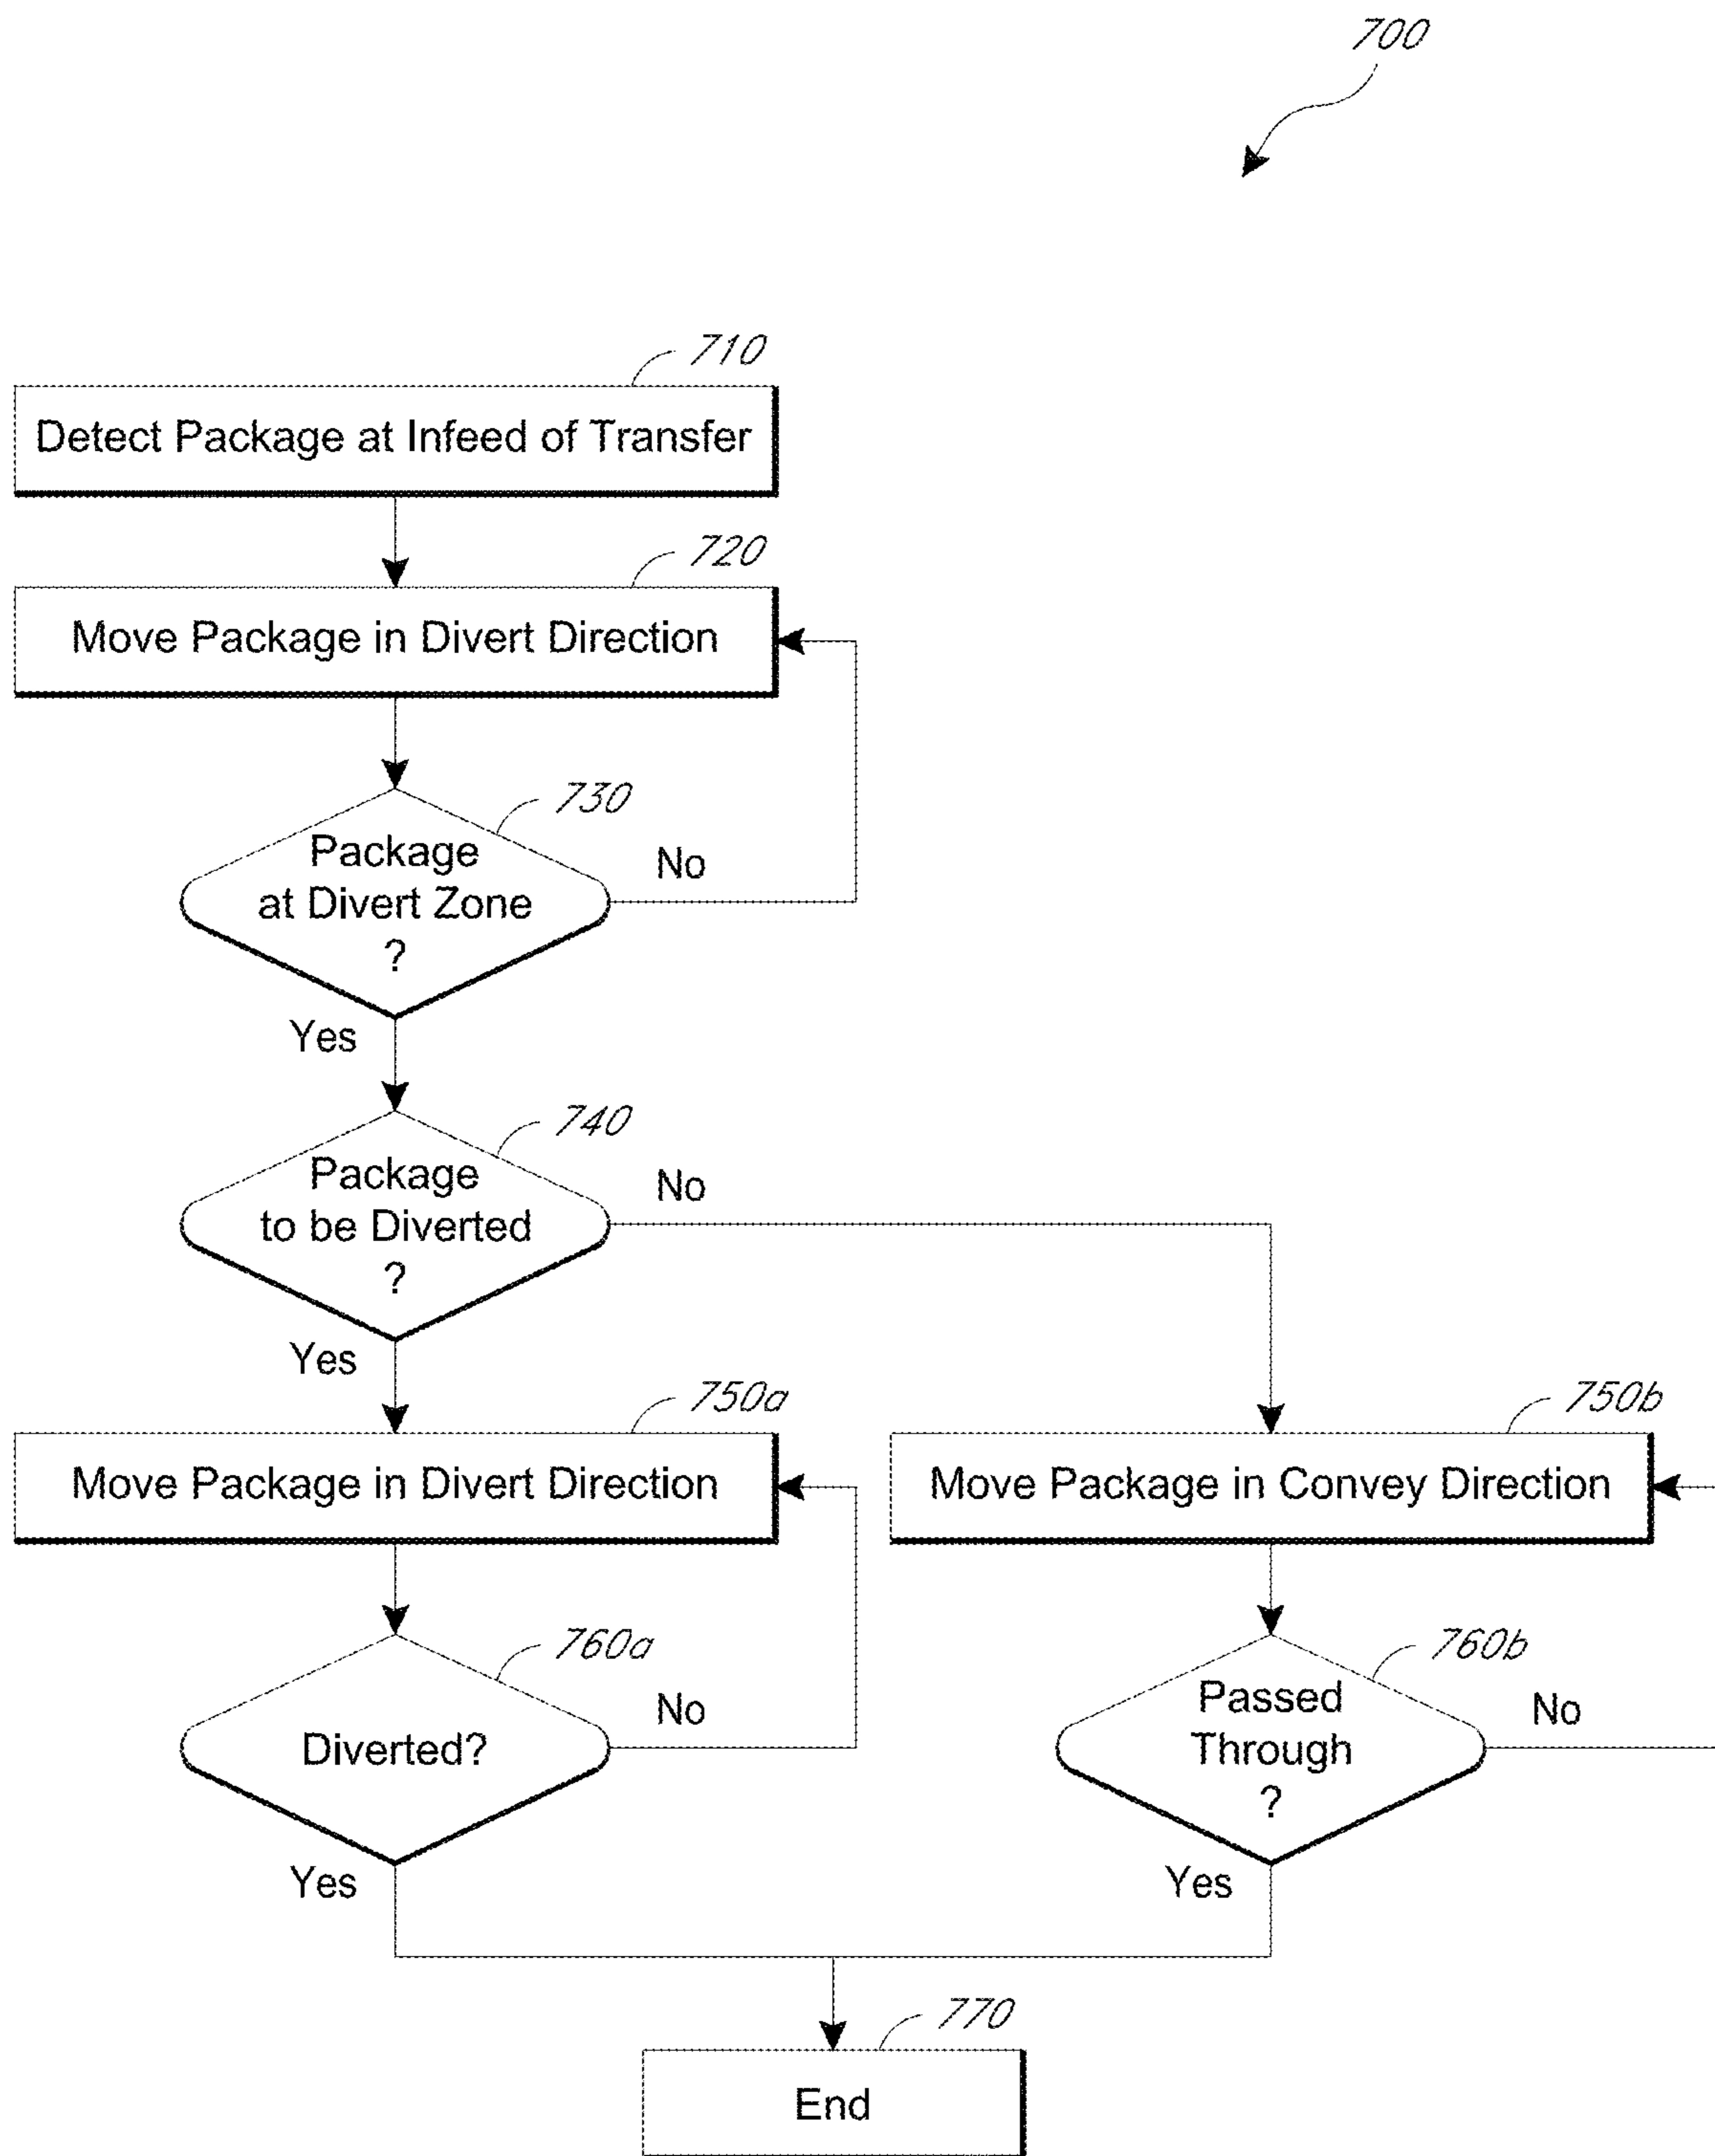 700
710
Detect Package at Infeed of Transfer
720
Move Package in Divert Direction
730
Package
at Divert Zone
?
No
Yes
740
Package
to be Diverted
?
No
Yes
750a
Move Package in Divert Direction
750b
Move Package in Convey Direction
760a
Diverted?
No
Yes
760b
Passed
Through
?
No
Yes
770
End